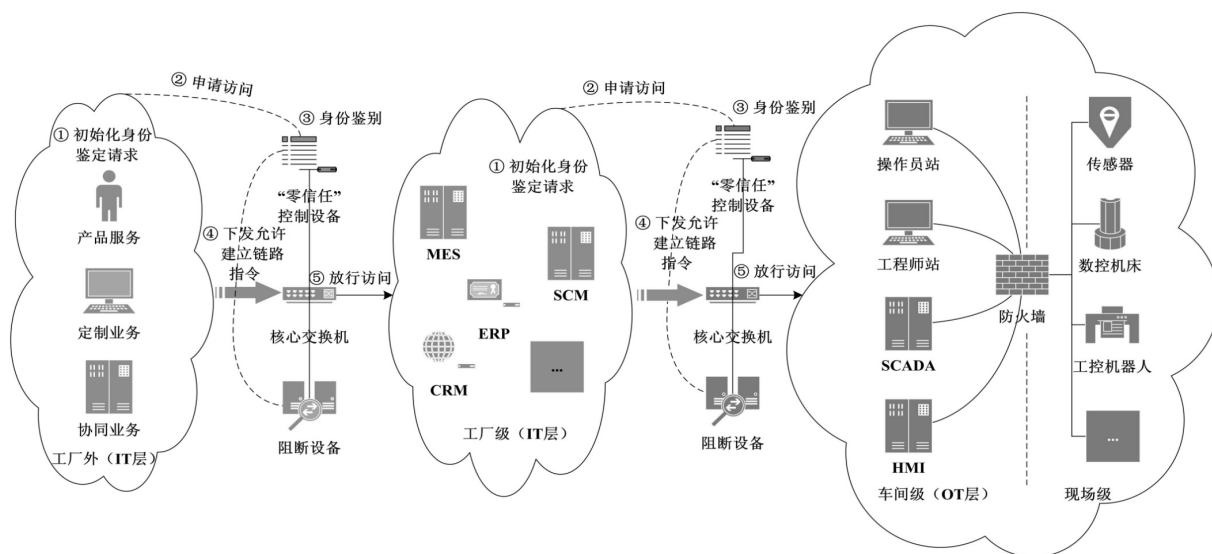 ② 申请访问
③ 身份鉴别
① 初始化身份
鉴定请求
产品服务
定制业务
协同业务
工厂外（IT层）
“零信任”
控制设备
④ 下发允许
建立链路
指令
⑤ 放行访问
核心交换机
阻断设备
② 申请访问
③ 身份鉴别
① 初始化身份
鉴定请求
MES
SCM
ERP
CRM
...
工厂级（IT层）
“零信任”
控制设备
④ 下发允许
建立链路
指令
⑤ 放行访问
核心交换机
阻断设备
操作员站
工程师站
SCADA
HMI
车间级（OT层）
防火墙
传感器
数控机床
工控机器人
...
现场级